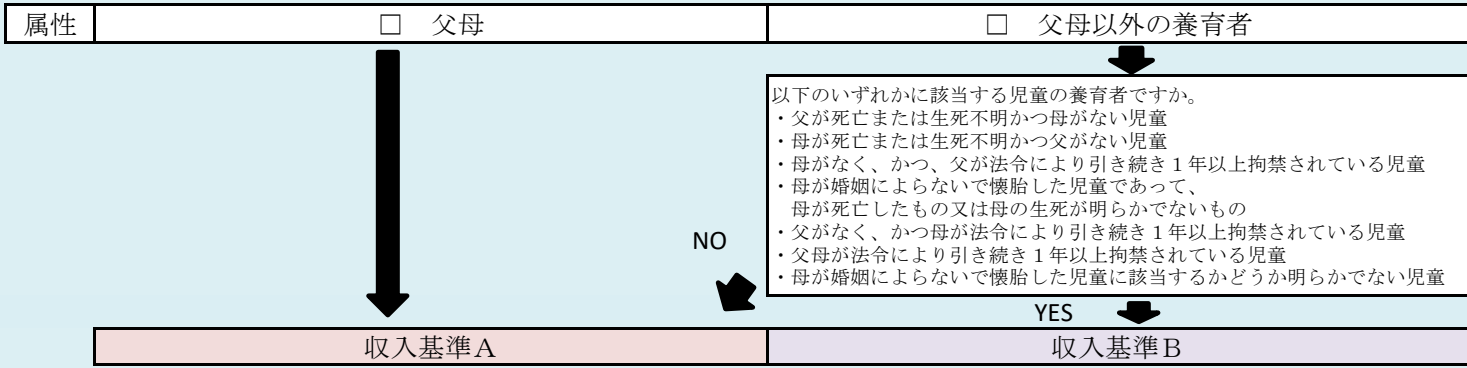 属性 □ 父母 □ 父母以外の養育者
以下のいずれかに該当する児童の養育者ですか。
・父が死亡または生死不明かつ母がない児童
・母が死亡または生死不明かつ父がない児童
・母がなく、かつ、父が法令により引き続き１年以上拘禁されている児童
・母が婚姻によらないで懐胎した児童であって、
　母が死亡したもの又は母の生死が明らかでないもの
・父がなく、かつ母が法令により引き続き１年以上拘禁されている児童
・父母が法令により引き続き１年以上拘禁されている児童
・母が婚姻によらないで懐胎した児童に該当するかどうか明らかでない児童
NO
YES
収入基準Ａ 収入基準Ｂ